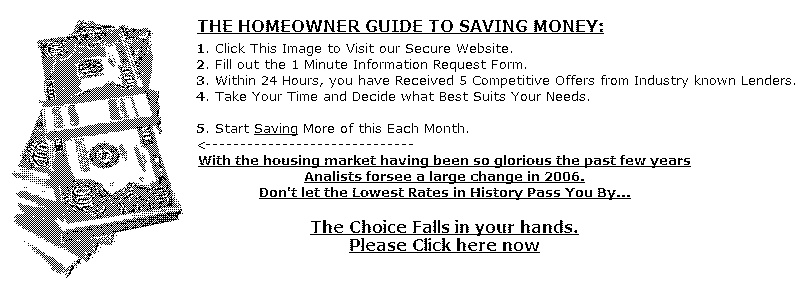 THE HOMEOWNER GUIDE TO SAVING MONEY:
1. Click This Image to Visit our Secure Website.
2. Fill out the 1 Minute Information Request Form.
3. Within 24 Hours, you have Received 5 Competitive Offers from Industry known Lenders.
4. Take Your Time and Decide what Best Suits Your Needs.
5. Start Saving More of this Each Month.
<------------------------------
With the housing market having been so glorious the past few years
Analists forsee a large change in 2006.
Don't let the Lowest Rates in History Pass You By...
The Choice Falls in your hands.
Please Click here now